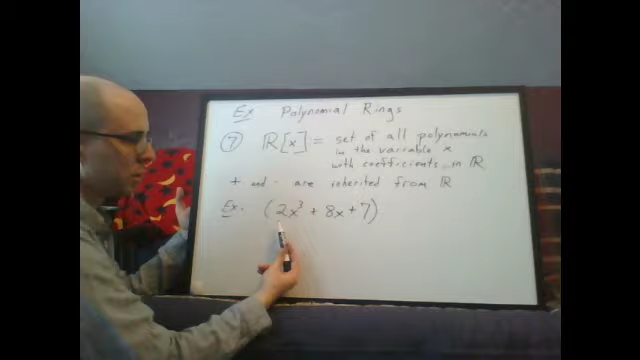 Ex Polynomial Rings
⑦ ℝ[x] = set of all polynomials
in the variable x
with coefficients in ℝ
+ and · are inherited from ℝ
Ex. (2x³ + 8x + 7)